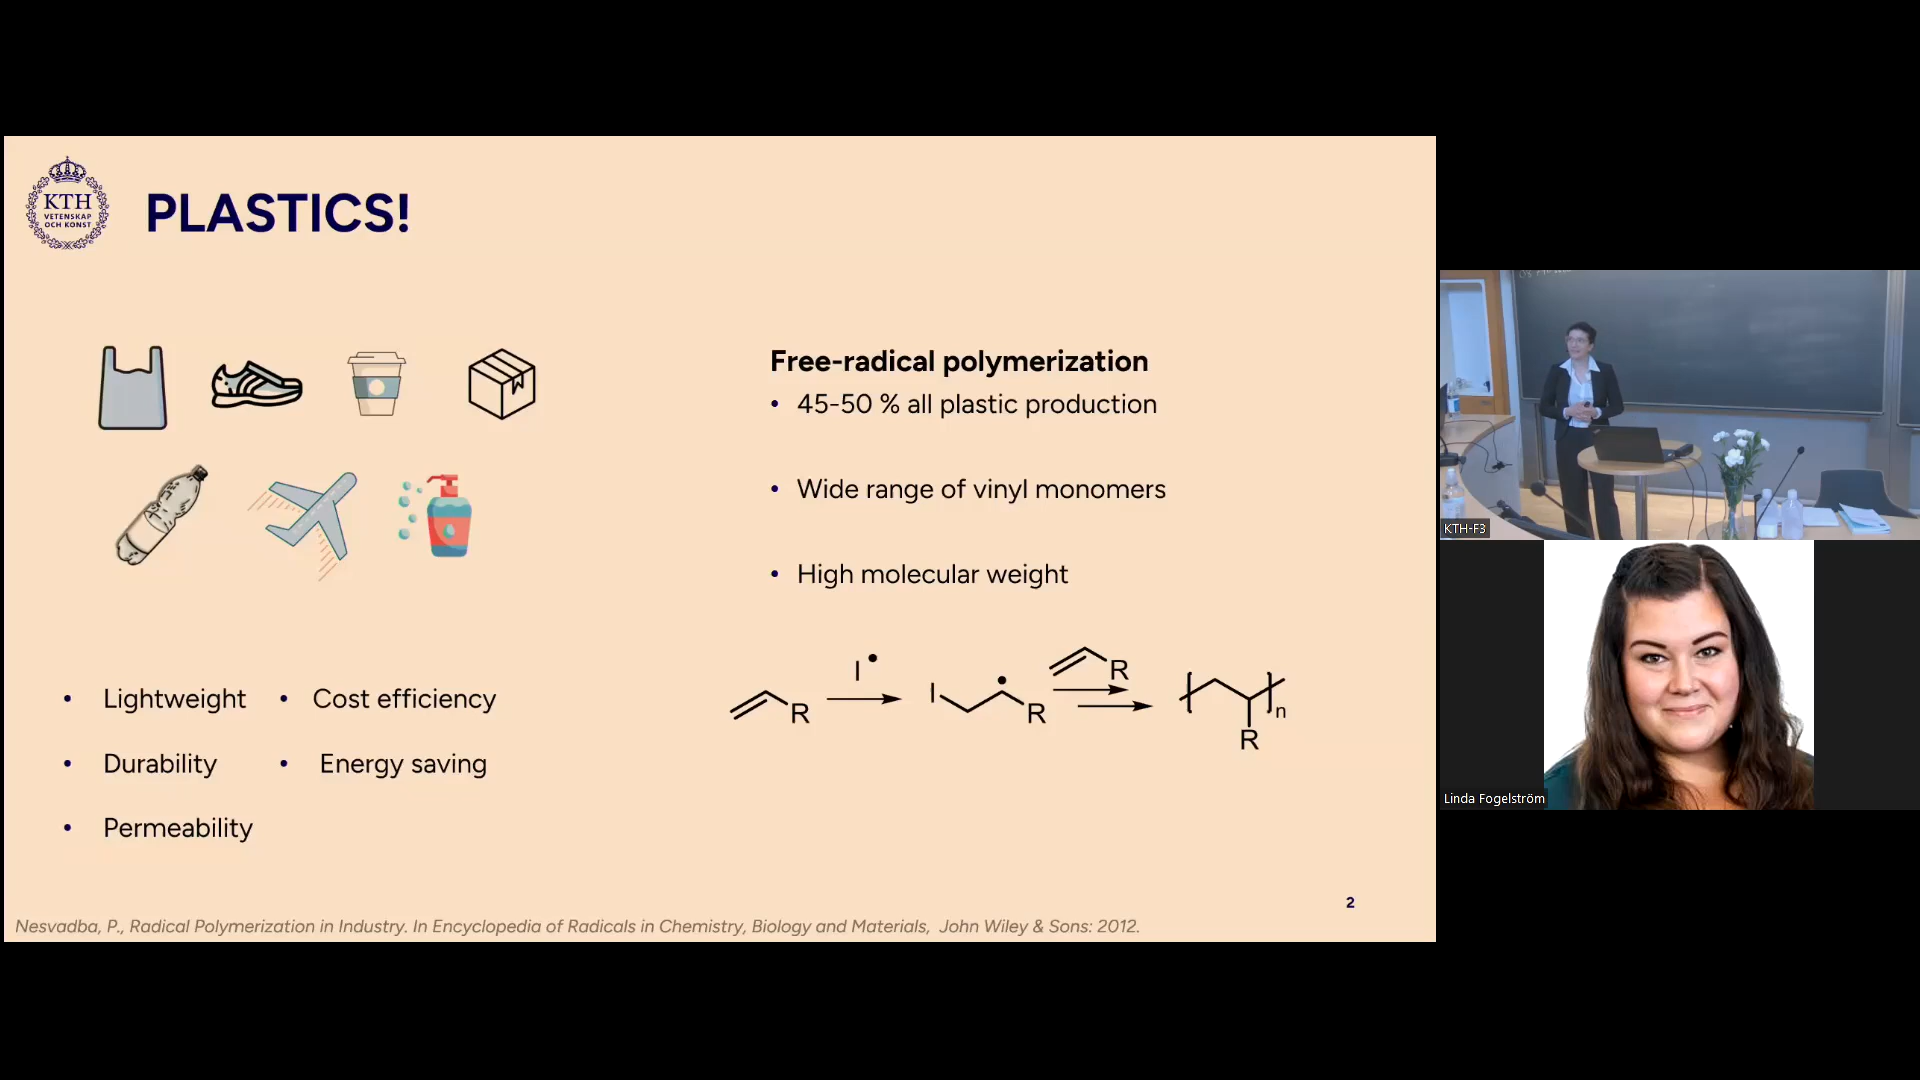 KTH
VETENSKAP
OCH KONST
PLASTICS!
Free-radical polymerization
• 45-50 % all plastic production
• Wide range of vinyl monomers
• High molecular weight
R
I•
I
R
R
n
R
• Lightweight • Cost efficiency
• Durability • Energy saving
• Permeability
2
Nesvadba, P., Radical Polymerization in Industry. In Encyclopedia of Radicals in Chemistry, Biology and Materials, John Wiley & Sons: 2012.
KTH-F3
Linda Fogelström